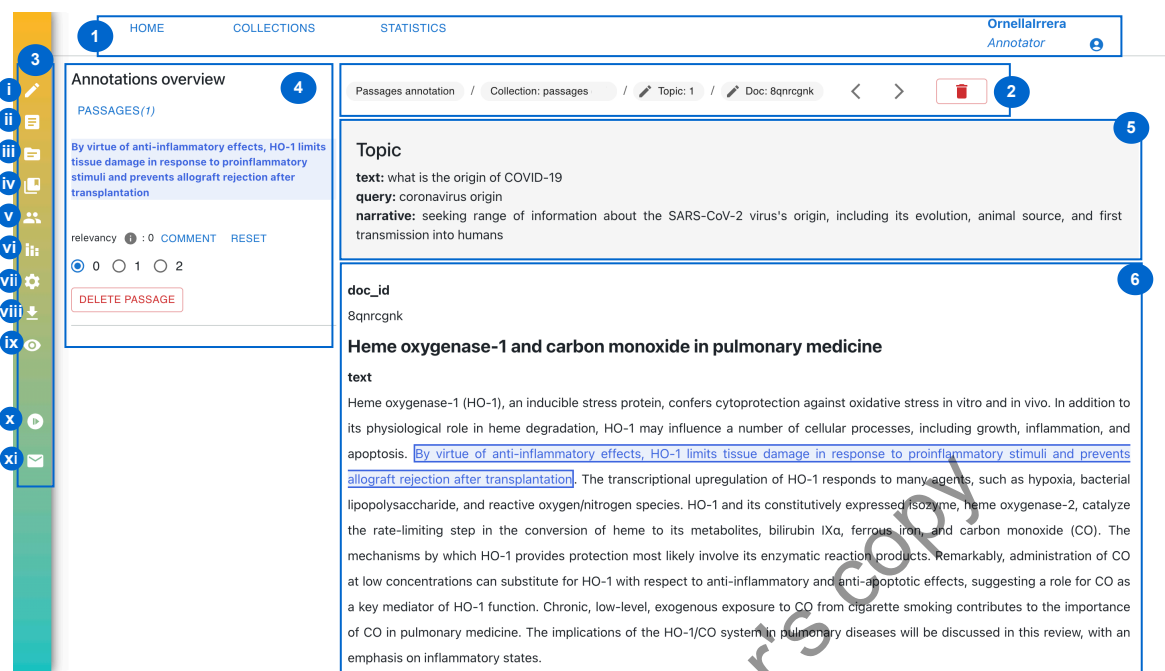 1
HOME COLLECTIONS STATISTICS
OrnellaIrrera
Annotator
3
i
ii
iii
iv
v
vi
vii
viii
ix
x
xi
Annotations overview
4
PASSAGES(1)
By virtue of anti-inflammatory effects, HO-1 limits
tissue damage in response to proinflammatory
stimuli and prevents allograft rejection after
transplantation
relevancy i : 0 COMMENT RESET
0 1 2
DELETE PASSAGE
Passages annotation / Collection: passages / Topic: 1 / Doc: 8qnrcgnk
2
5
Topic
text: what is the origin of COVID-19
query: coronavirus origin
narrative: seeking range of information about the SARS-CoV-2 virus's origin, including its evolution, animal source, and first
transmission into humans
6
doc_id
8qnrcgnk
Heme oxygenase-1 and carbon monoxide in pulmonary medicine
text
Heme oxygenase-1 (HO-1), an inducible stress protein, confers cytoprotection against oxidative stress in vitro and in vivo. In addition to
its physiological role in heme degradation, HO-1 may influence a number of cellular processes, including growth, inflammation, and
apoptosis. By virtue of anti-inflammatory effects, HO-1 limits tissue damage in response to proinflammatory stimuli and prevents
allograft rejection after transplantation. The transcriptional upregulation of HO-1 responds to many agents, such as hypoxia, bacterial
lipopolysaccharide, and reactive oxygen/nitrogen species. HO-1 and its constitutively expressed isozyme, heme oxygenase-2, catalyze
the rate-limiting step in the conversion of heme to its metabolites, bilirubin IXα, ferrous iron, and carbon monoxide (CO). The
mechanisms by which HO-1 provides protection most likely involve its enzymatic reaction products. Remarkably, administration of CO
at low concentrations can substitute for HO-1 with respect to anti-inflammatory and anti-apoptotic effects, suggesting a role for CO as
a key mediator of HO-1 function. Chronic, low-level, exogenous exposure to CO from cigarette smoking contributes to the importance
of CO in pulmonary medicine. The implications of the HO-1/CO system in pulmonary diseases will be discussed in this review, with an
emphasis on inflammatory states.
r's copy